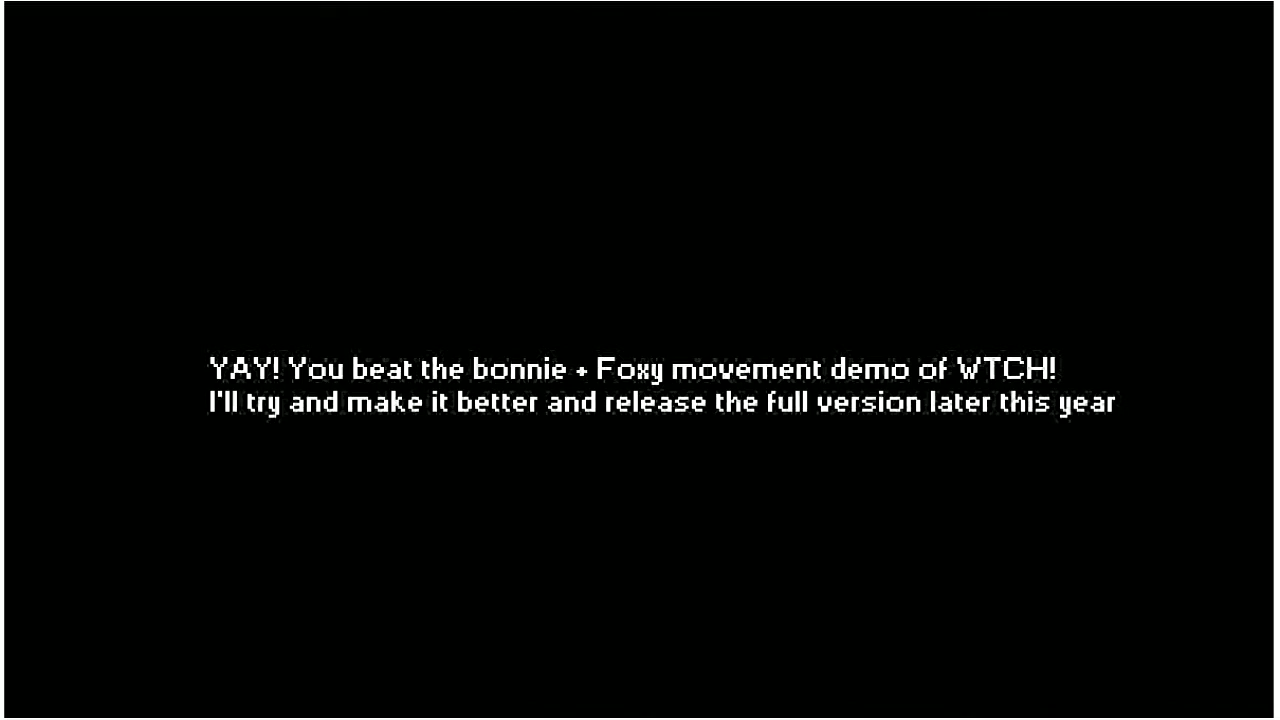 YAY! You beat the bonnie + Foxy movement demo of WTCH!
I'll try and make it better and release the full version later this year